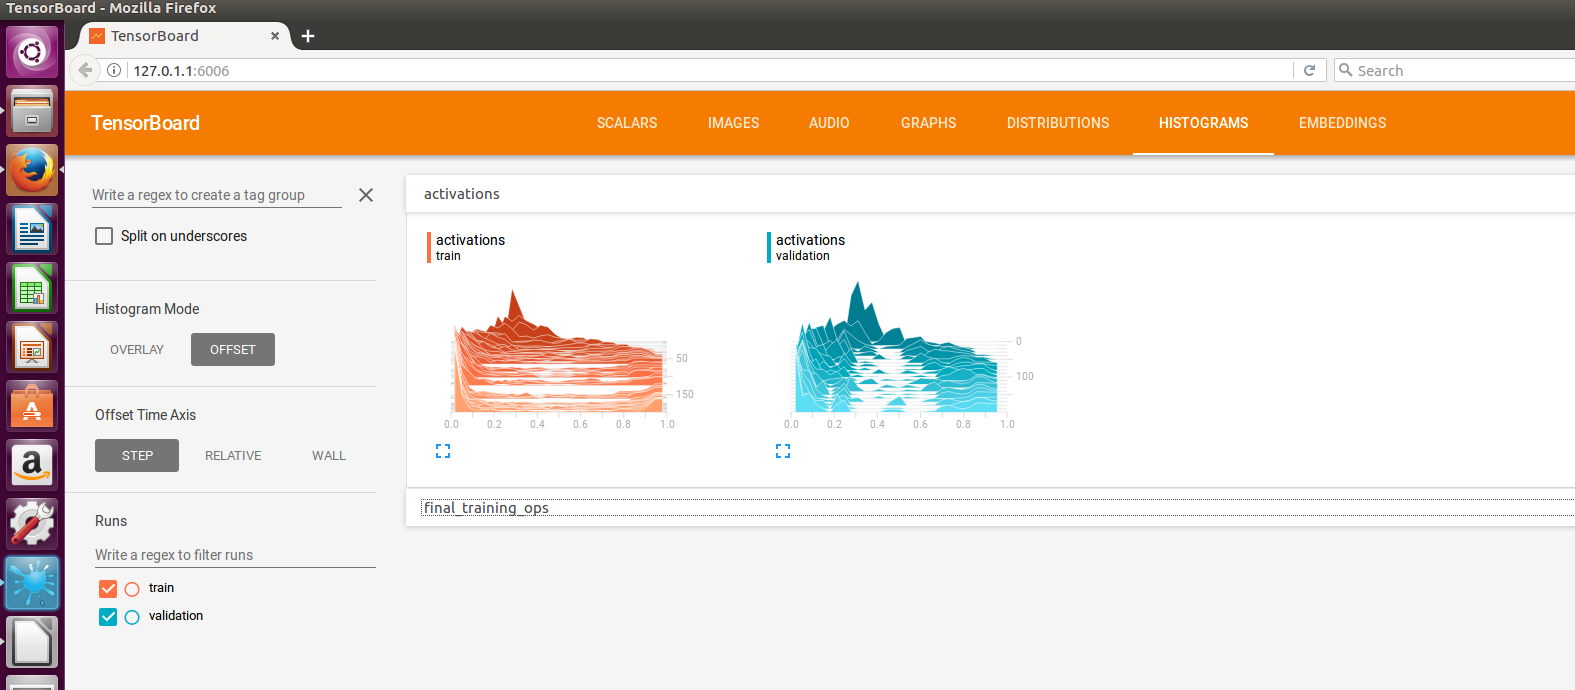 TensorBoard - Mozilla Firefox
TensorBoard
127.0.1.1:6006
Search
TensorBoard
SCALARS
IMAGES
AUDIO
GRAPHS
DISTRIBUTIONS
HISTOGRAMS
EMBEDDINGS
Write a regex to create a tag group
Split on underscores
Histogram Mode
OVERLAY
OFFSET
Offset Time Axis
STEP
RELATIVE
WALL
Runs
Write a regex to filter runs
train
validation
activations
activations
train
50
150
0.0 0.2 0.4 0.6 0.8 1.0
activations
validation
0
100
0.0 0.2 0.4 0.6 0.8 1.0
final_training_ops